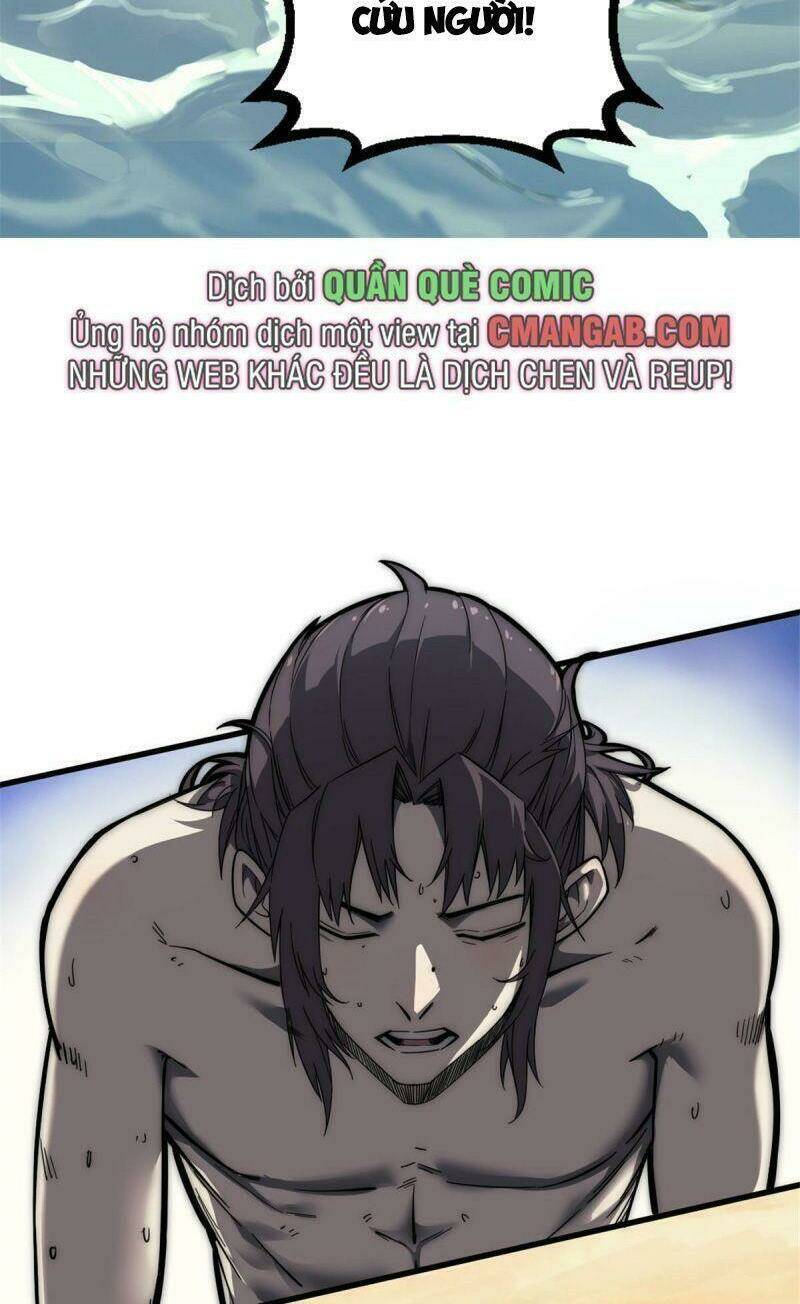 CỨU NGƯỜI!
Dịch bởi QUẦN QUÈ COMIC
Ủng hộ nhóm dịch một view tại CMANGAB.COM
NHỮNG WEB KHÁC ĐỀU LÀ DỊCH CHEN VÀ REUP!